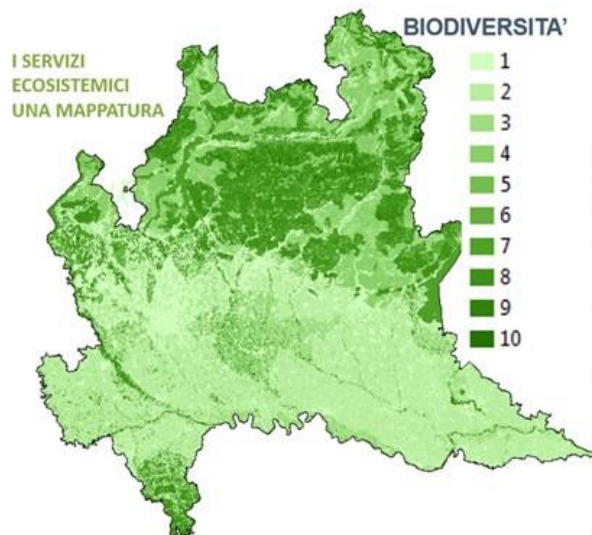 BIODIVERSITA'
I SERVIZI
ECOSISTEMICI
UNA MAPPATURA
1
2
3
4
5
6
7
8
9
10